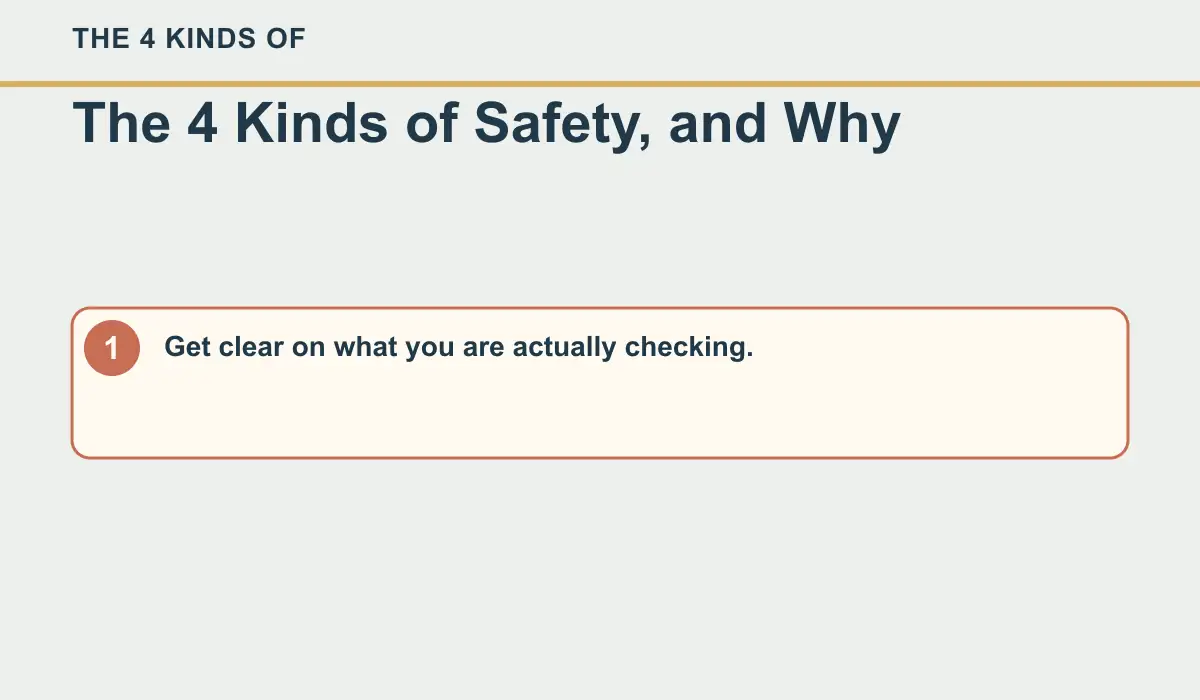 THE 4 KINDS OF
The 4 Kinds of Safety, and Why
1 Get clear on what you are actually checking.